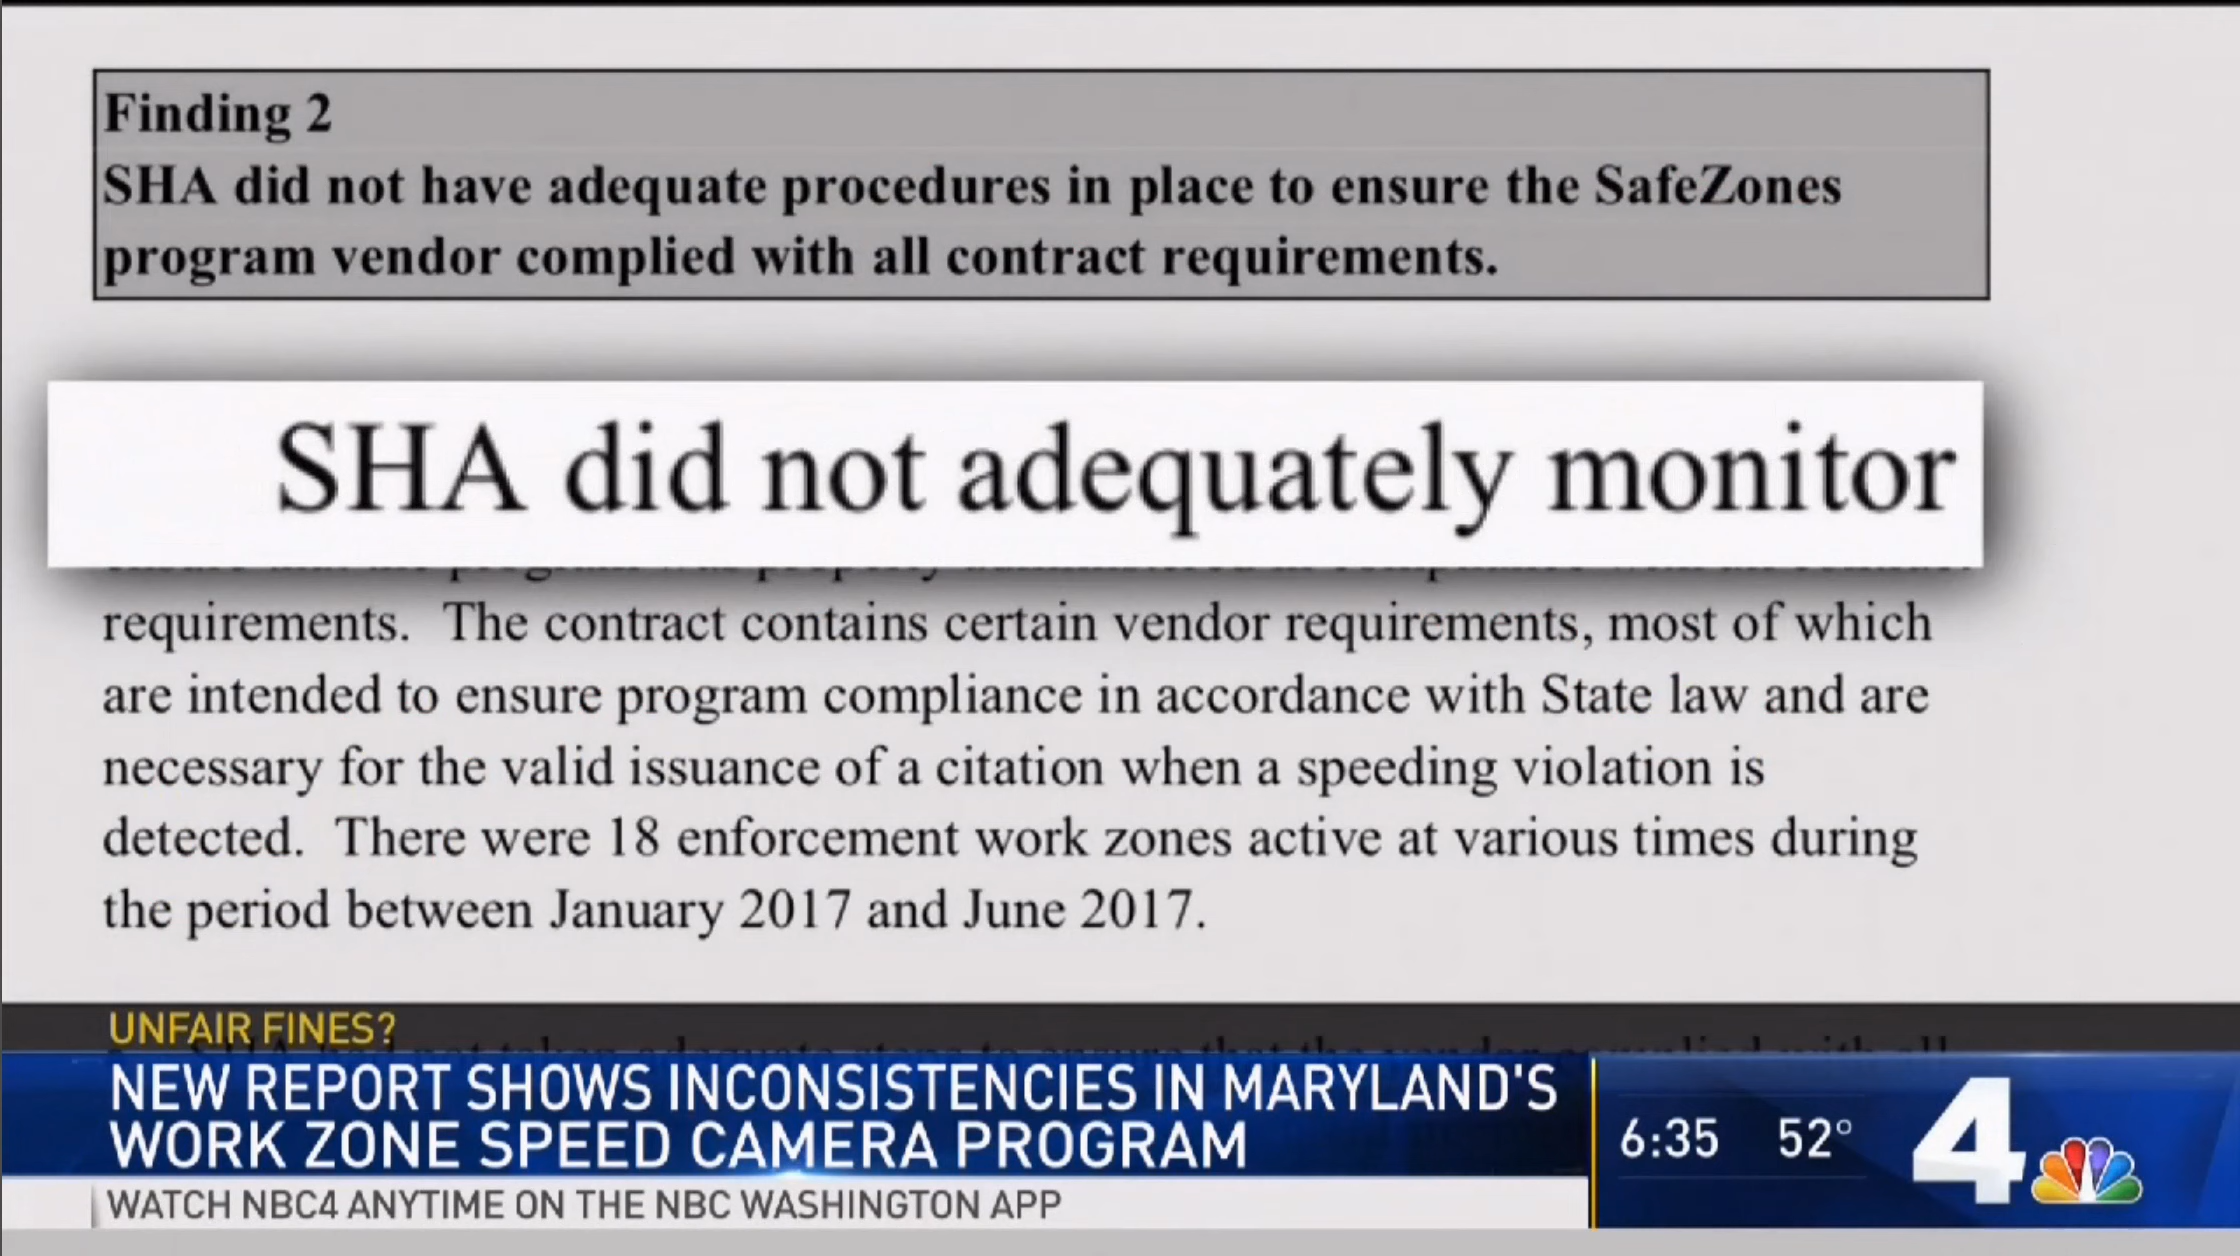 Finding 2
SHA did not have adequate procedures in place to ensure the SafeZones
program vendor complied with all contract requirements.
SHA did not adequately monitor
requirements. The contract contains certain vendor requirements, most of which
are intended to ensure program compliance in accordance with State law and are
necessary for the valid issuance of a citation when a speeding violation is
detected. There were 18 enforcement work zones active at various times during
the period between January 2017 and June 2017.
UNFAIR FINES?
NEW REPORT SHOWS INCONSISTENCIES IN MARYLAND'S
WORK ZONE SPEED CAMERA PROGRAM
6:35 52° 4
WATCH NBC4 ANYTIME ON THE NBC WASHINGTON APP